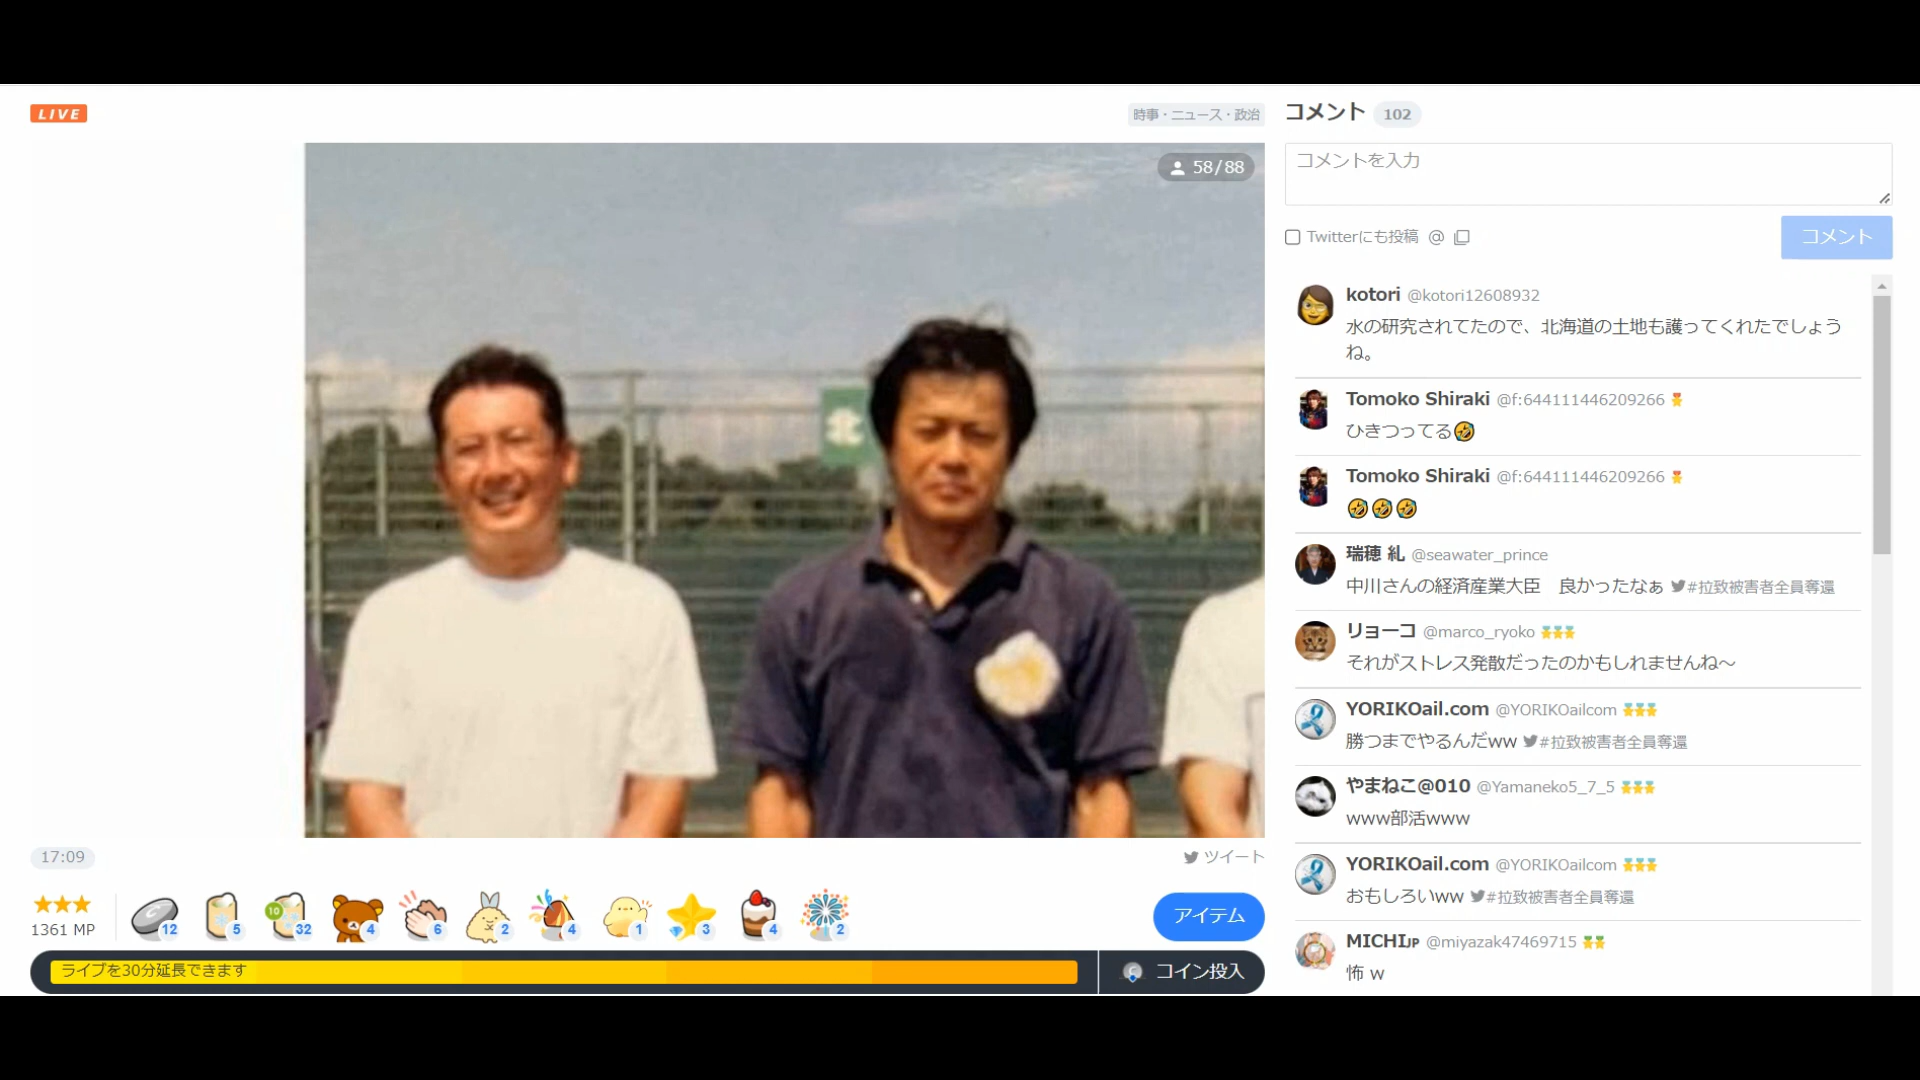 LIVE
時事・ニュース・政治
58/88
北
17:09
ツイート
1361 MP
12
5
10
32
4
6
2
4
1
3
4
2
アイテム
ライブを30分延長できます
コイン投入
コメント 102
コメントを入力
Twitterにも投稿 @
コメント
kotori @kotori12608932
水の研究されてたので、北海道の土地も護ってくれたでしょう
ね。
Tomoko Shiraki @f:644111446209266
ひきつってる🤣
Tomoko Shiraki @f:644111446209266
🤣🤣🤣
瑞穂 糺 @seawater_prince
中川さんの経済産業大臣　良かったなぁ #拉致被害者全員奪還
リョーコ @marco_ryoko
それがストレス発散だったのかもしれませんね〜
YORIKOail.com @YORIKOailcom
勝つまでやるんだww #拉致被害者全員奪還
やまねこ@010 @Yamaneko5_7_5
www部活www
YORIKOail.com @YORIKOailcom
おもしろいww #拉致被害者全員奪還
MICHIJP @miyazak47469715
怖 w